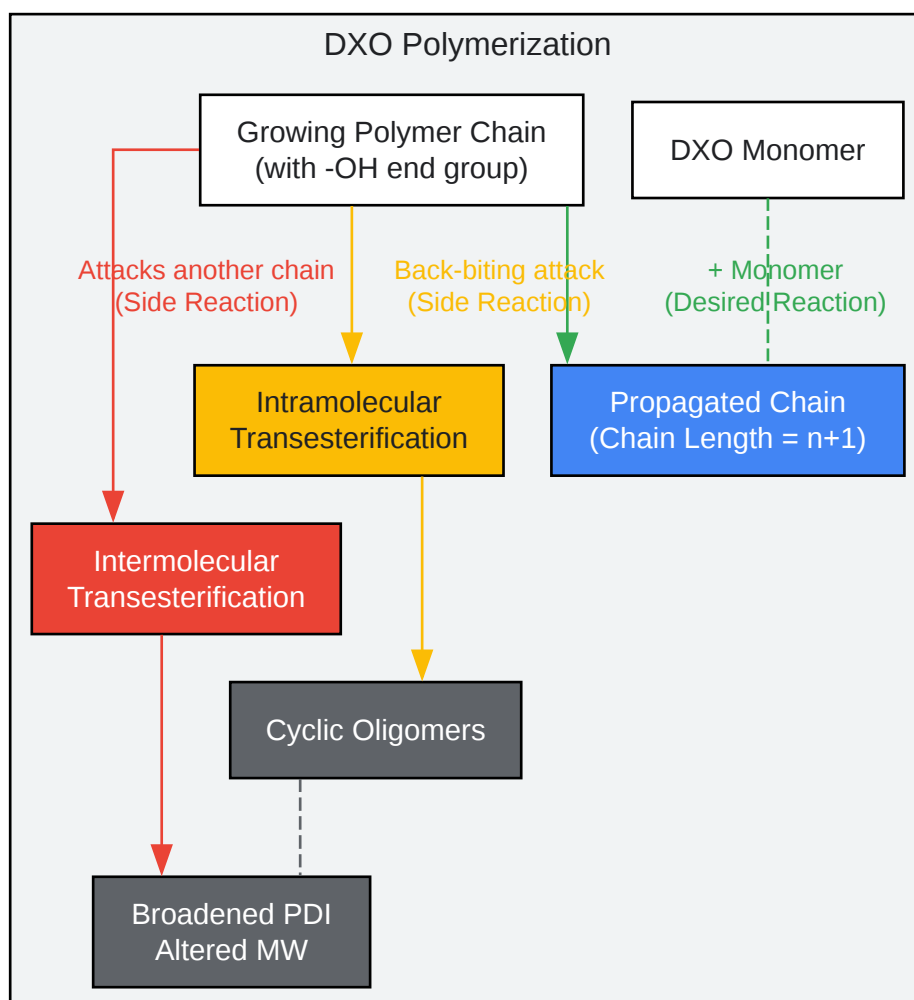 DXO Polymerization
Growing Polymer Chain
(with -OH end group)
DXO Monomer
Attacks another chain
(Side Reaction)
Back-biting attack
(Side Reaction)
+ Monomer
(Desired Reaction)
Intramolecular
Transesterification
Propagated Chain
(Chain Length = n+1)
Intermolecular
Transesterification
Cyclic Oligomers
Broadened PDI
Altered MW